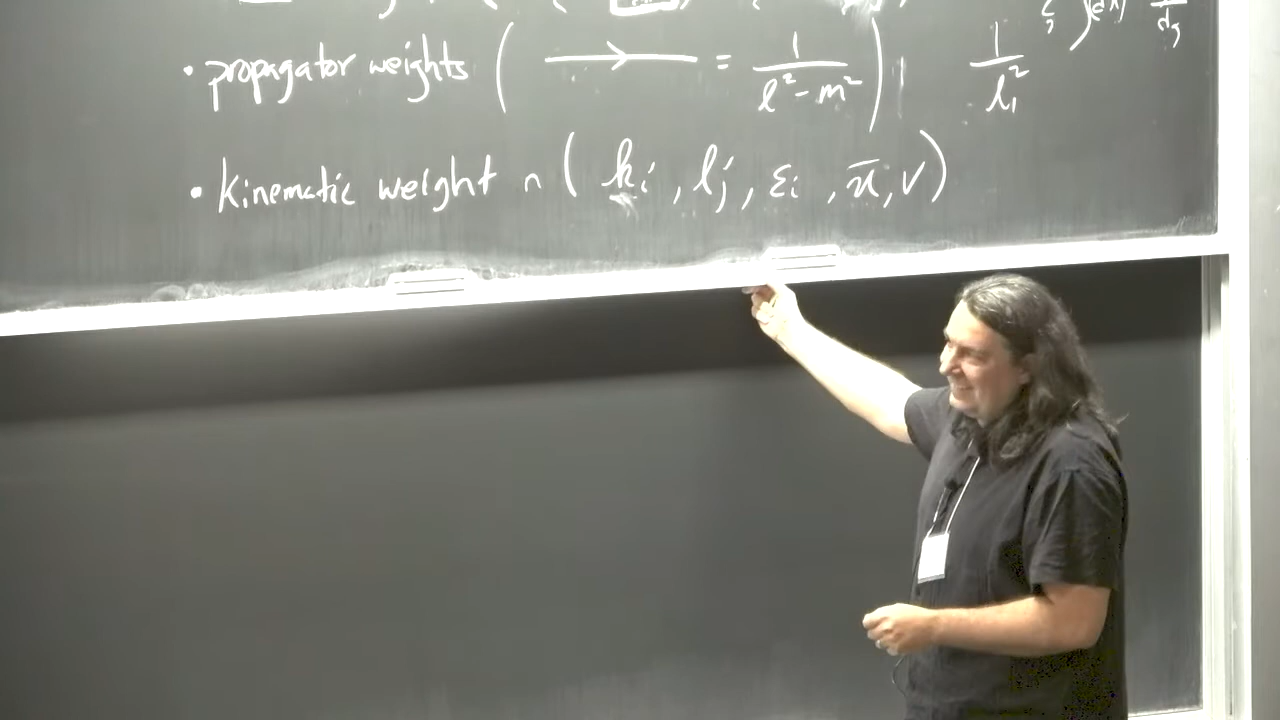 • propagator weights ( ⟶ = 1/(l² - m²) ) , 1/l₁²
• kinematic weight n ( kᵢ , lⱼ , εᵢ , ū, v )